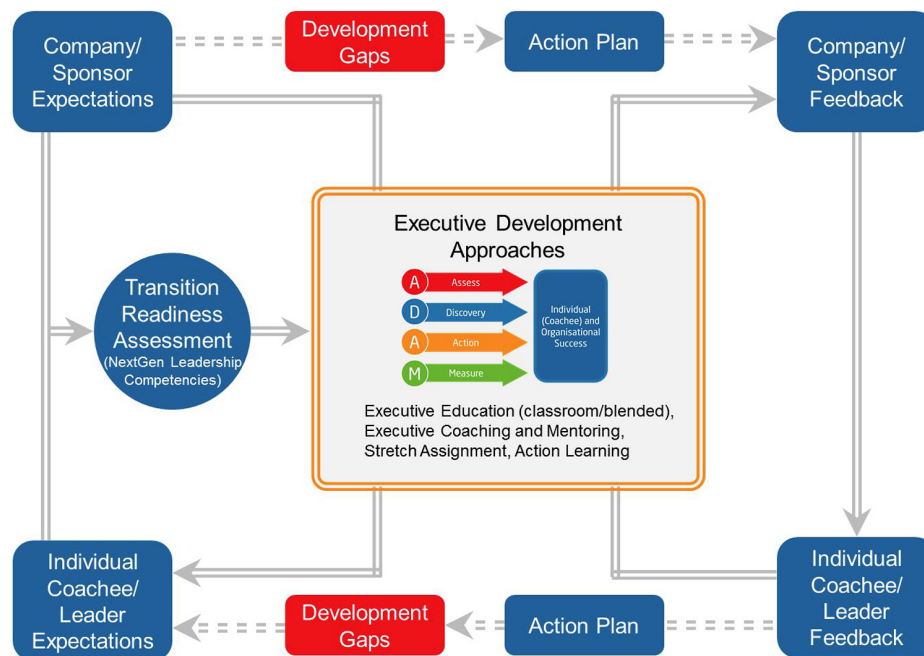 Company/
Sponsor
Expectations
Development
Gaps
Action Plan
Company/
Sponsor
Feedback
Executive Development
Approaches
A Assess
D Discovery
A Action
M Measure
Individual
(Coachee) and
Organisational
Success
Executive Education (classroom/blended),
Executive Coaching and Mentoring,
Stretch Assignment, Action Learning
Transition
Readiness
Assessment
(NextGen Leadership
Competencies)
Individual
Coachee/
Leader
Expectations
Development
Gaps
Action Plan
Individual
Coachee/
Leader
Feedback